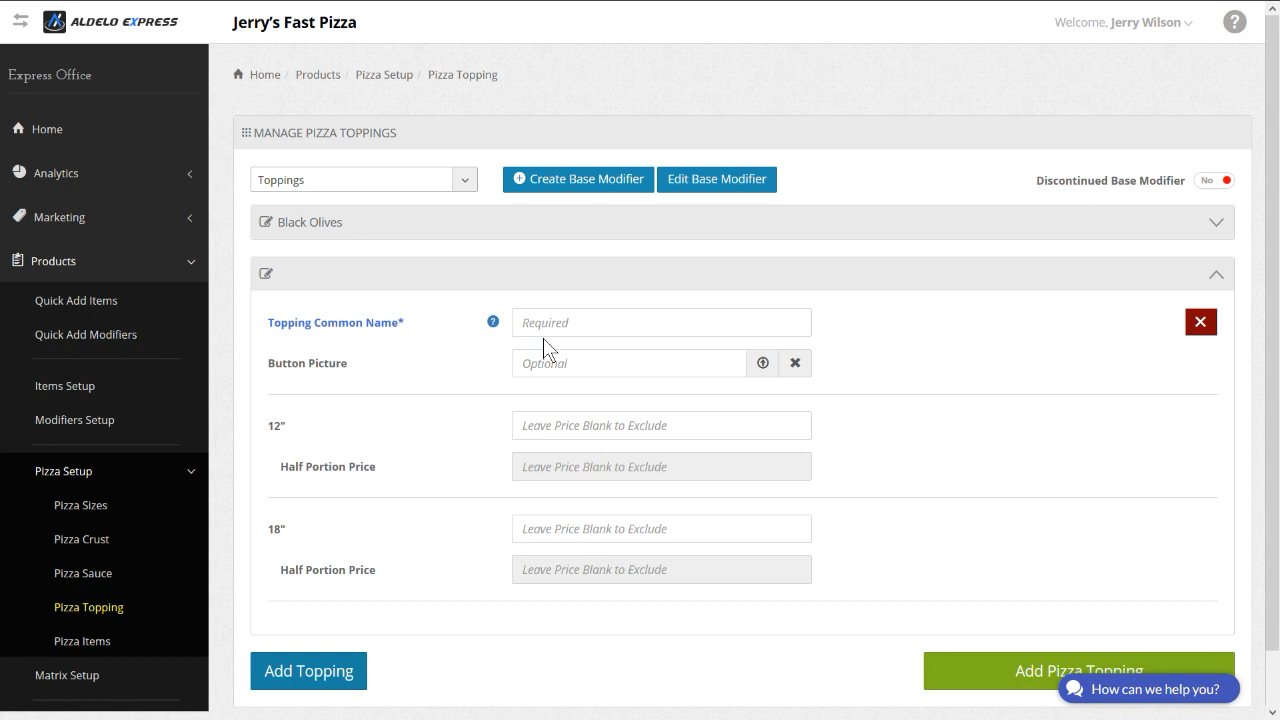 ALDELO EXPRESS
Jerry's Fast Pizza
Welcome, Jerry Wilson
?
Express Office
Home / Products / Pizza Setup / Pizza Topping
Home
Analytics
Marketing
Products
Quick Add Items
Quick Add Modifiers
Items Setup
Modifiers Setup
Pizza Setup
Pizza Sizes
Pizza Crust
Pizza Sauce
Pizza Topping
Pizza Items
Matrix Setup
MANAGE PIZZA TOPPINGS
Toppings
Create Base Modifier
Edit Base Modifier
Discontinued Base Modifier No
Black Olives
Topping Common Name* ? Required
Button Picture Optional
12" Leave Price Blank to Exclude
Half Portion Price Leave Price Blank to Exclude
18" Leave Price Blank to Exclude
Half Portion Price Leave Price Blank to Exclude
Add Topping
Add Pizza Topping
How can we help you?